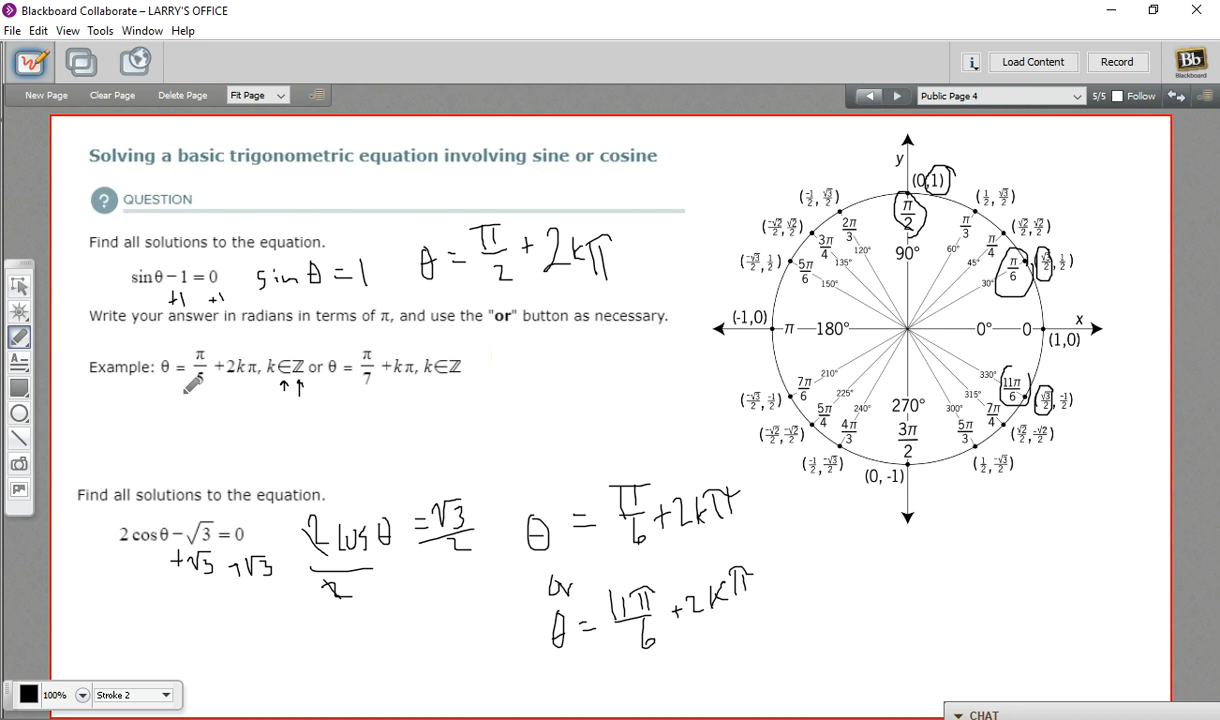 Blackboard Collaborate – LARRY'S OFFICE
File Edit View Tools Window Help
Load Content Record Bb Blackboard
New Page Clear Page Delete Page Fit Page Public Page 4 5/5 Follow
Solving a basic trigonometric equation involving sine or cosine
? QUESTION
Find all solutions to the equation.
sinθ − 1 = 0
+1 +1
sin θ = 1
θ = π/2 + 2kπ
Write your answer in radians in terms of π, and use the "or" button as necessary.
Example: θ = π/5 + 2kπ, k∈ℤ or θ = π/7 + kπ, k∈ℤ
Find all solutions to the equation.
2 cosθ − √3 = 0
+√3 +√3
2 cos θ / 2 = √3/2
θ = π/6 + 2kπ
or
θ = 11π/6 + 2kπ
y
(0,1)
(-1/2, √3/2) (1/2, √3/2)
(-√2/2, √2/2) π/2 (√2/2, √2/2)
2π/3 π/3
3π/4 120° 90° 60° π/4
(-√3/2, 1/2) 5π/6 135° 45° π/6 (√3/2, 1/2)
150° 30°
(-1,0) π 180° 0° 0 x
(1,0)
210° 330°
(-√3/2, -1/2) 7π/6 225° 315° 11π/6 (√3/2, -1/2)
5π/4 240° 270° 300° 7π/4
(-√2/2, -√2/2) 4π/3 3π/2 5π/3 (√2/2, -√2/2)
(-1/2, -√3/2) (0, -1) (1/2, -√3/2)
100% Stroke 2
CHAT